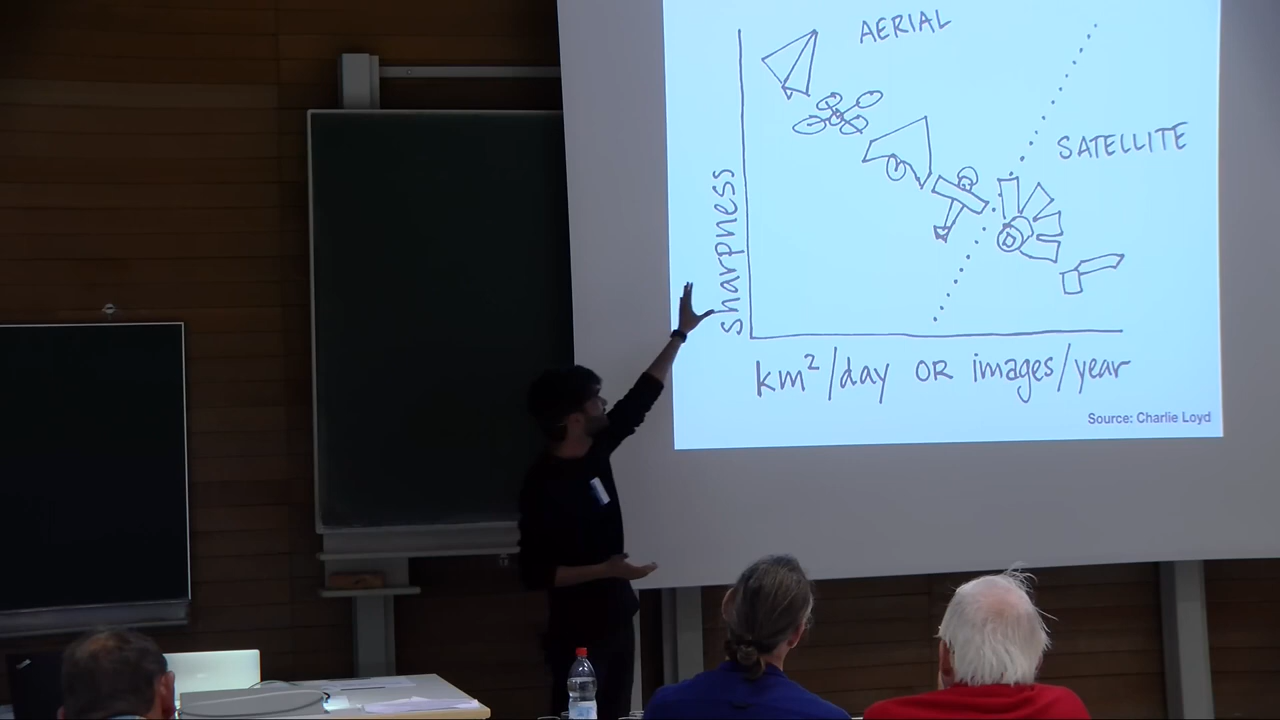 AERIAL
SATELLITE
sharpness
km²/day OR images/year
Source: Charlie Loyd